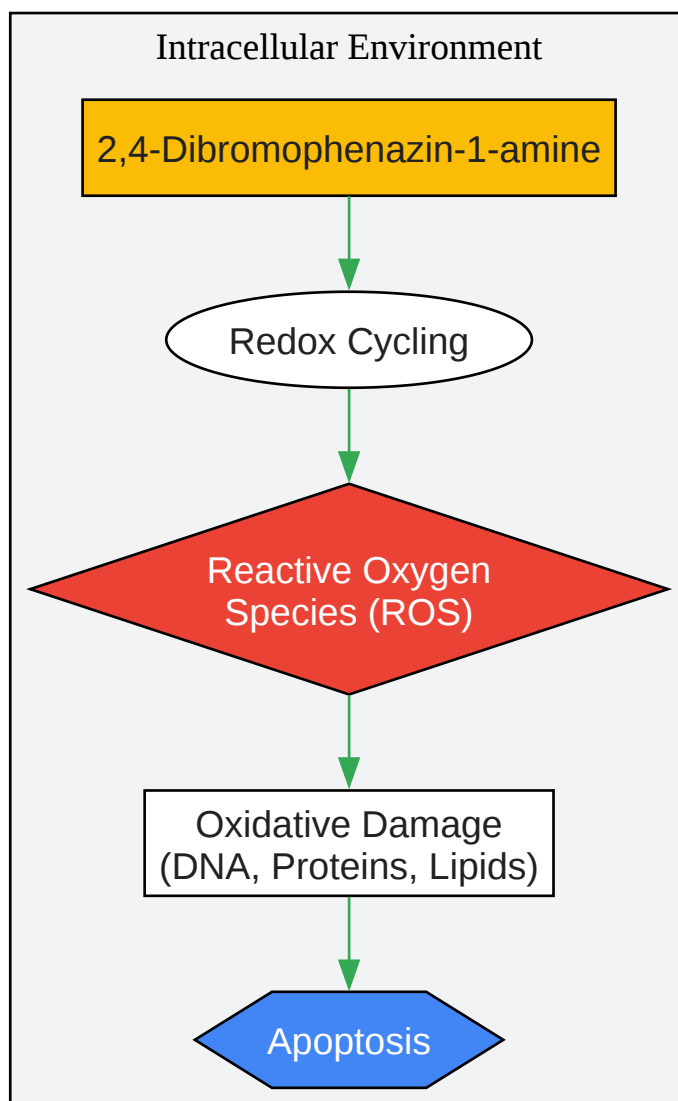 Intracellular Environment
2,4-Dibromophenazin-1-amine
Redox Cycling
Reactive Oxygen
Species (ROS)
Oxidative Damage
(DNA, Proteins, Lipids)
Apoptosis